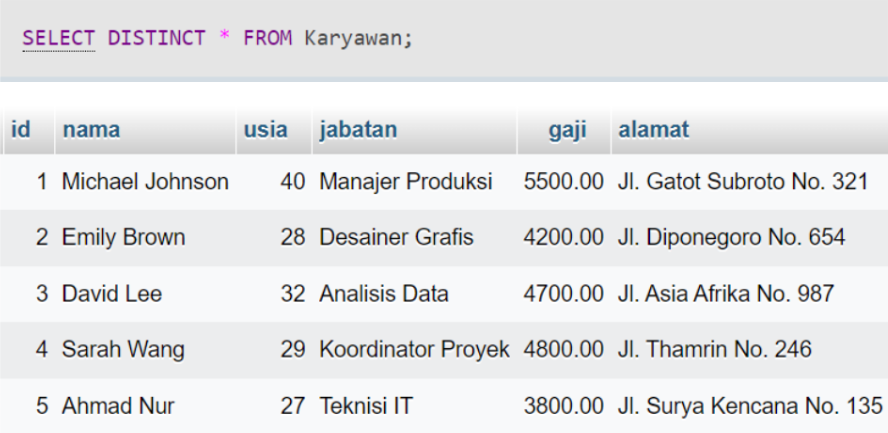 SELECT DISTINCT * FROM Karyawan;
id nama usia jabatan gaji alamat
1 Michael Johnson 40 Manajer Produksi 5500.00 Jl. Gatot Subroto No. 321
2 Emily Brown 28 Desainer Grafis 4200.00 Jl. Diponegoro No. 654
3 David Lee 32 Analisis Data 4700.00 Jl. Asia Afrika No. 987
4 Sarah Wang 29 Koordinator Proyek 4800.00 Jl. Thamrin No. 246
5 Ahmad Nur 27 Teknisi IT 3800.00 Jl. Surya Kencana No. 135